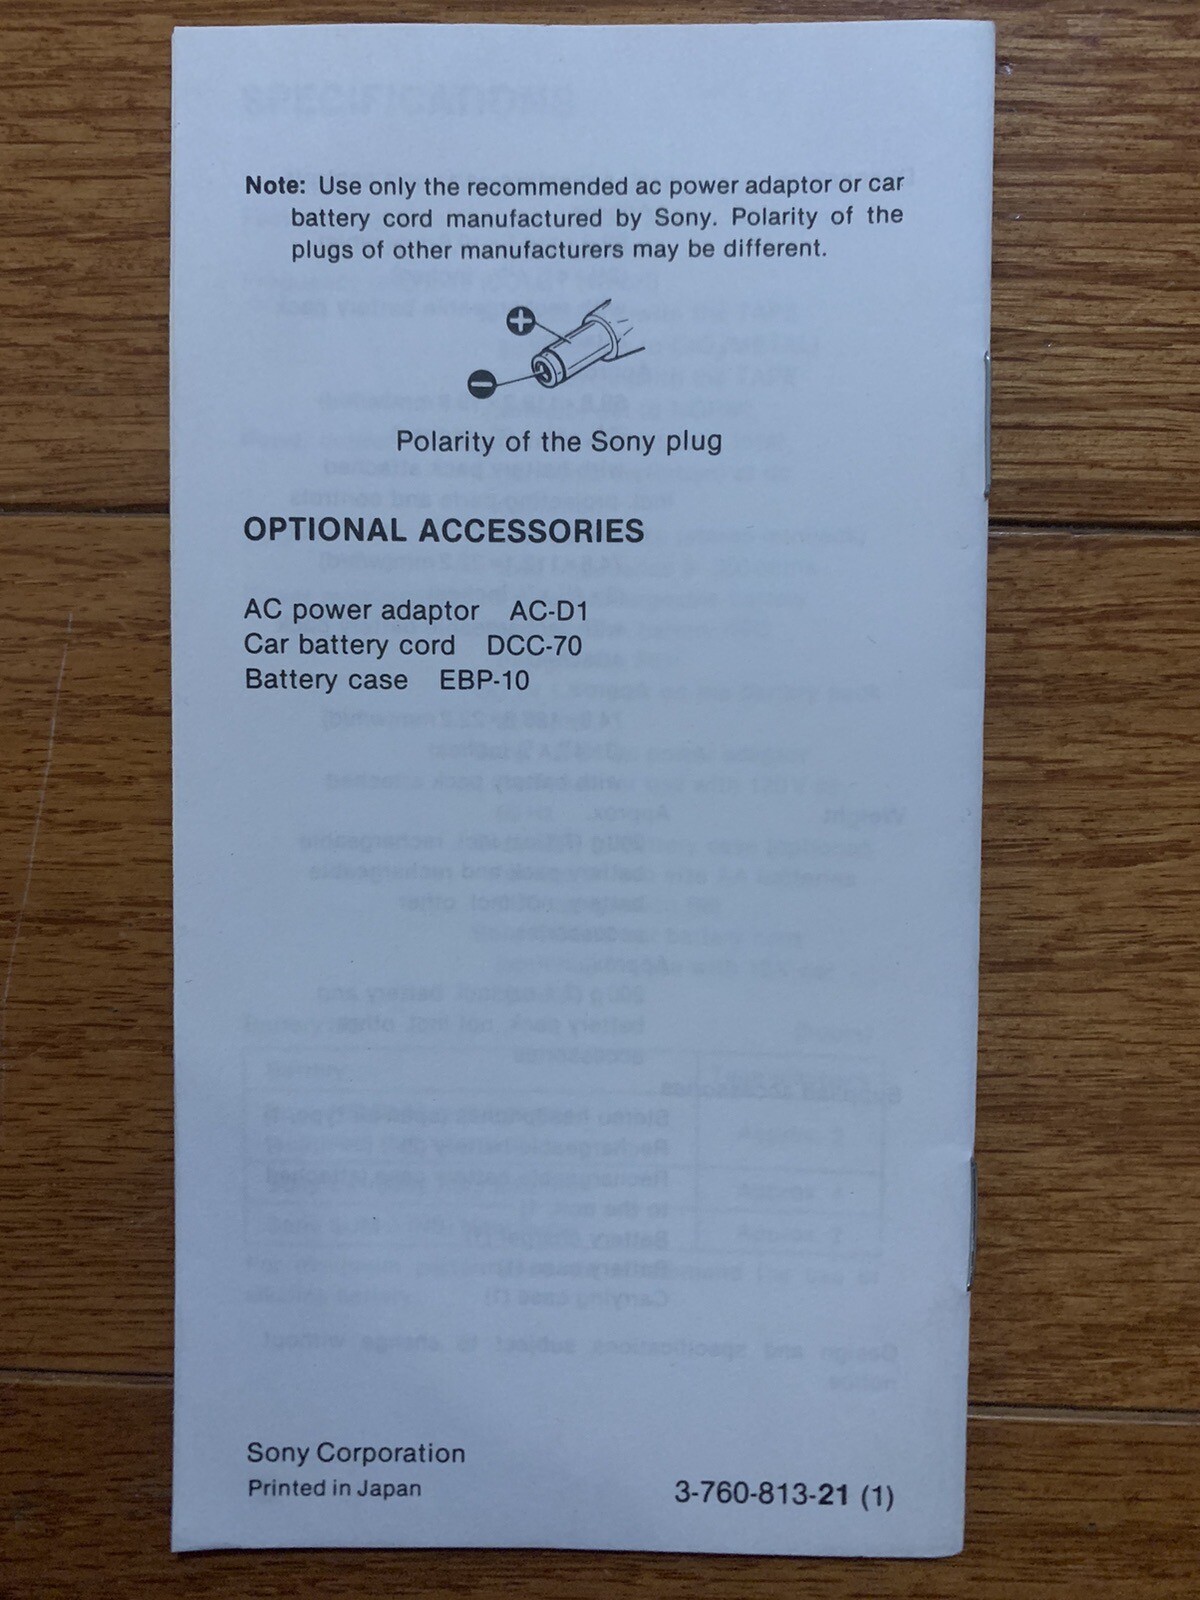 Note: Use only the recommended ac power adaptor or car
battery cord manufactured by Sony. Polarity of the
plugs of other manufacturers may be different.
+
−
Polarity of the Sony plug
OPTIONAL ACCESSORIES
AC power adaptor AC-D1
Car battery cord DCC-70
Battery case EBP-10
Sony Corporation
Printed in Japan
3-760-813-21 (1)